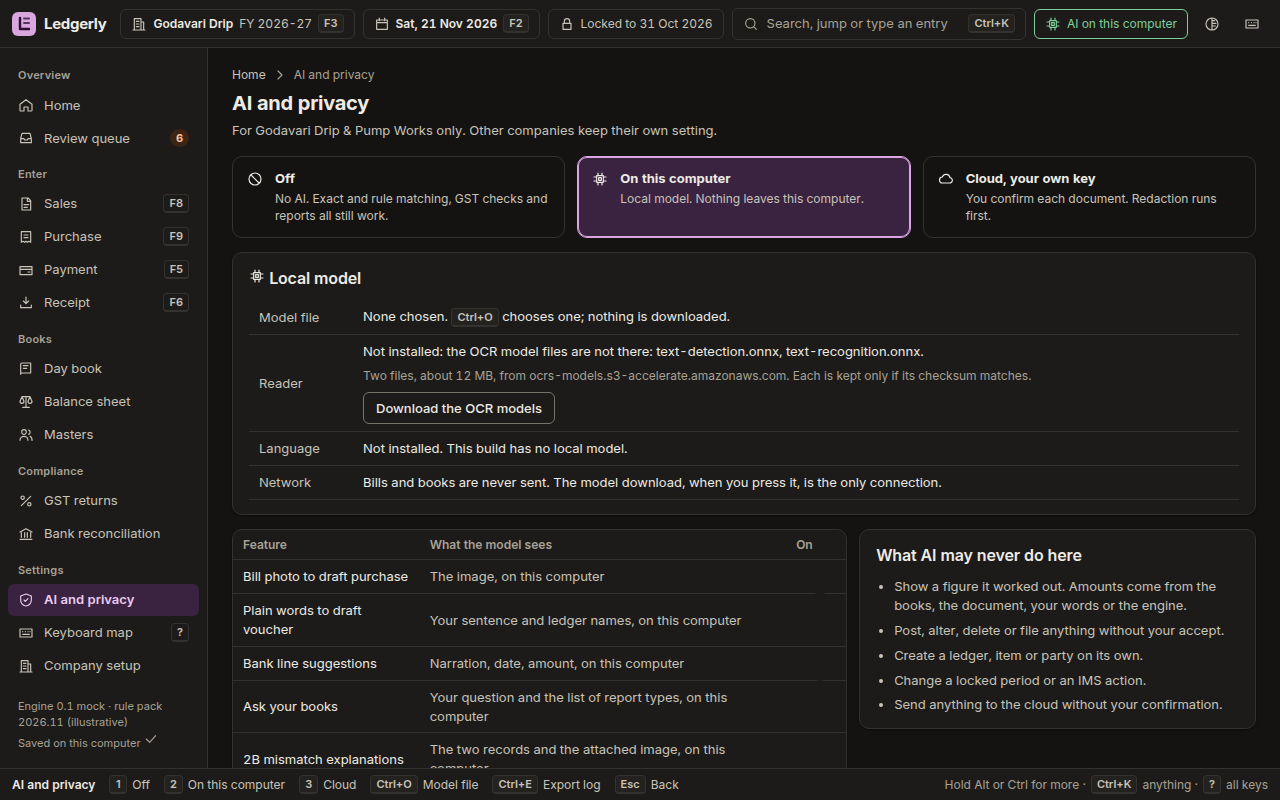 Ledgerly
Godavari Drip FY 2026-27 F3
Sat, 21 Nov 2026 F2
Locked to 31 Oct 2026
Search, jump or type an entry Ctrl+K
AI on this computer
Overview
Home
Review queue 6
Enter
Sales F8
Purchase F9
Payment F5
Receipt F6
Books
Day book
Balance sheet
Masters
Compliance
GST returns
Bank reconciliation
Settings
AI and privacy
Keyboard map ?
Company setup
Engine 0.1 mock · rule pack
2026.11 (illustrative)
Saved on this computer
Home > AI and privacy
AI and privacy
For Godavari Drip & Pump Works only. Other companies keep their own setting.
Off
No AI. Exact and rule matching, GST checks and
reports all still work.
On this computer
Local model. Nothing leaves this computer.
Cloud, your own key
You confirm each document. Redaction runs
first.
Local model
Model file None chosen. Ctrl+O chooses one; nothing is downloaded.
Reader
Not installed: the OCR model files are not there: text-detection.onnx, text-recognition.onnx.
Two files, about 12 MB, from ocrs-models.s3-accelerate.amazonaws.com. Each is kept only if its checksum matches.
Download the OCR models
Language Not installed. This build has no local model.
Network Bills and books are never sent. The model download, when you press it, is the only connection.
Feature What the model sees On
Bill photo to draft purchase The image, on this computer
Plain words to draft
voucher
Your sentence and ledger names, on this computer
Bank line suggestions Narration, date, amount, on this computer
Ask your books
Your question and the list of report types, on this
computer
2B mismatch explanations
The two records and the attached image, on this
computer
What AI may never do here
• Show a figure it worked out. Amounts come from the
books, the document, your words or the engine.
• Post, alter, delete or file anything without your accept.
• Create a ledger, item or party on its own.
• Change a locked period or an IMS action.
• Send anything to the cloud without your confirmation.
AI and privacy 1 Off 2 On this computer 3 Cloud Ctrl+O Model file Ctrl+E Export log Esc Back
Hold Alt or Ctrl for more · Ctrl+K anything · ? all keys